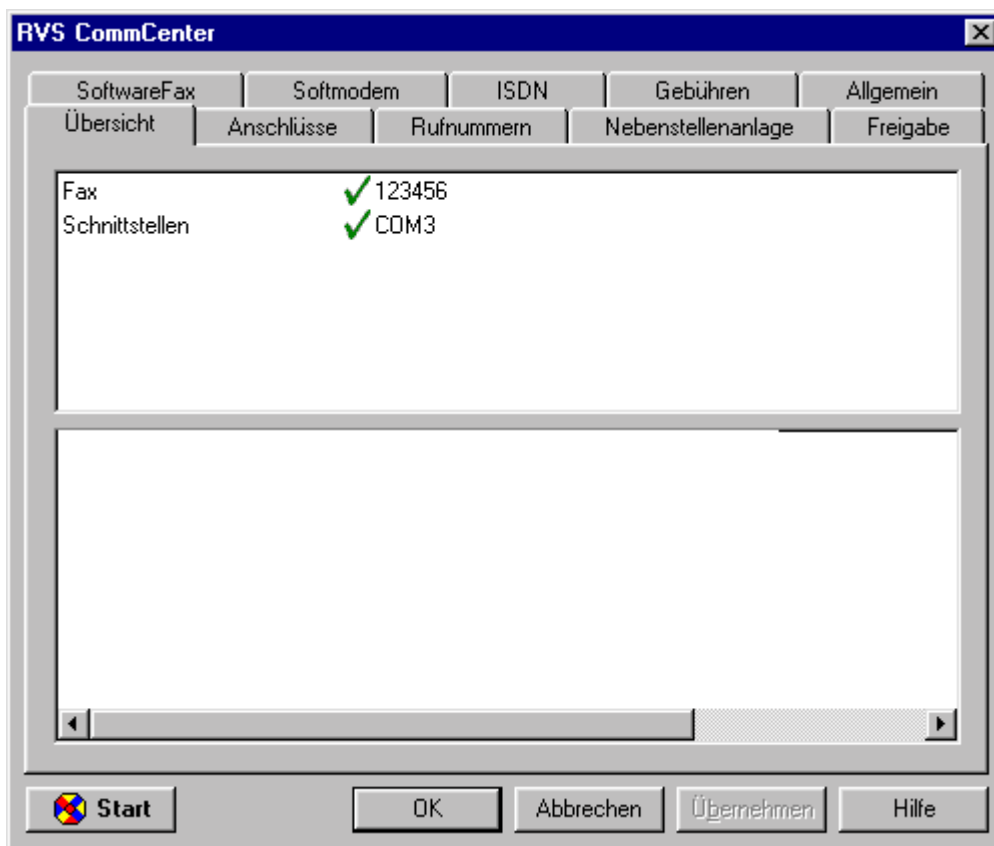 RVS CommCenter
SoftwareFax Softmodem ISDN Gebühren Allgemein
Übersicht Anschlüsse Rufnummern Nebenstellenanlage Freigabe
Fax 123456
Schnittstellen COM3
Start OK Abbrechen Übernehmen Hilfe